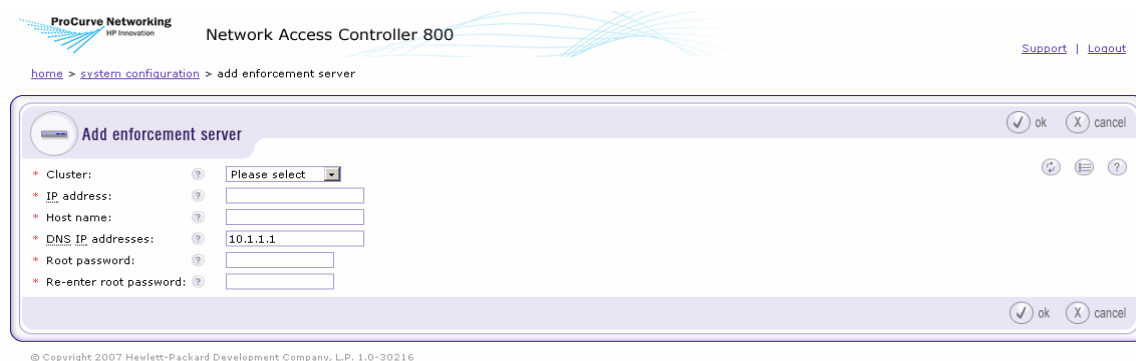 ProCurve Networking
HP Innovation
Network Access Controller 800
Support | Logout
home > system configuration > add enforcement server
Add enforcement server
ok
X cancel
* Cluster: ? Please select
?
* IP address: ?
* Host name: ?
* DNS IP addresses: ? 10.1.1.1
* Root password: ?
* Re-enter root password: ?
ok
X cancel
© Copyright 2007 Hewlett-Packard Development Company, L.P. 1.0-30216